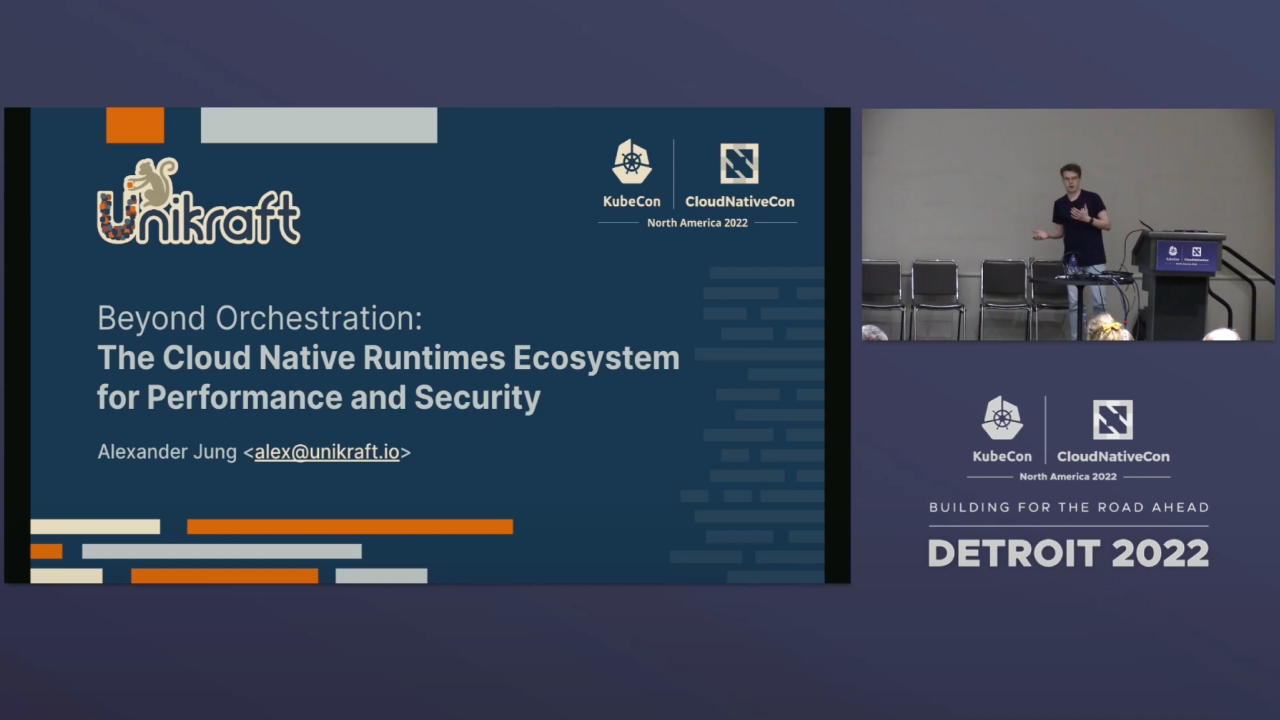 Unikraft
KubeCon
CloudNativeCon
North America 2022
Beyond Orchestration:
The Cloud Native Runtimes Ecosystem
for Performance and Security
Alexander Jung <alex@unikraft.io>
KubeCon
CloudNativeCon
North America 2022
BUILDING FOR THE ROAD AHEAD
DETROIT 2022